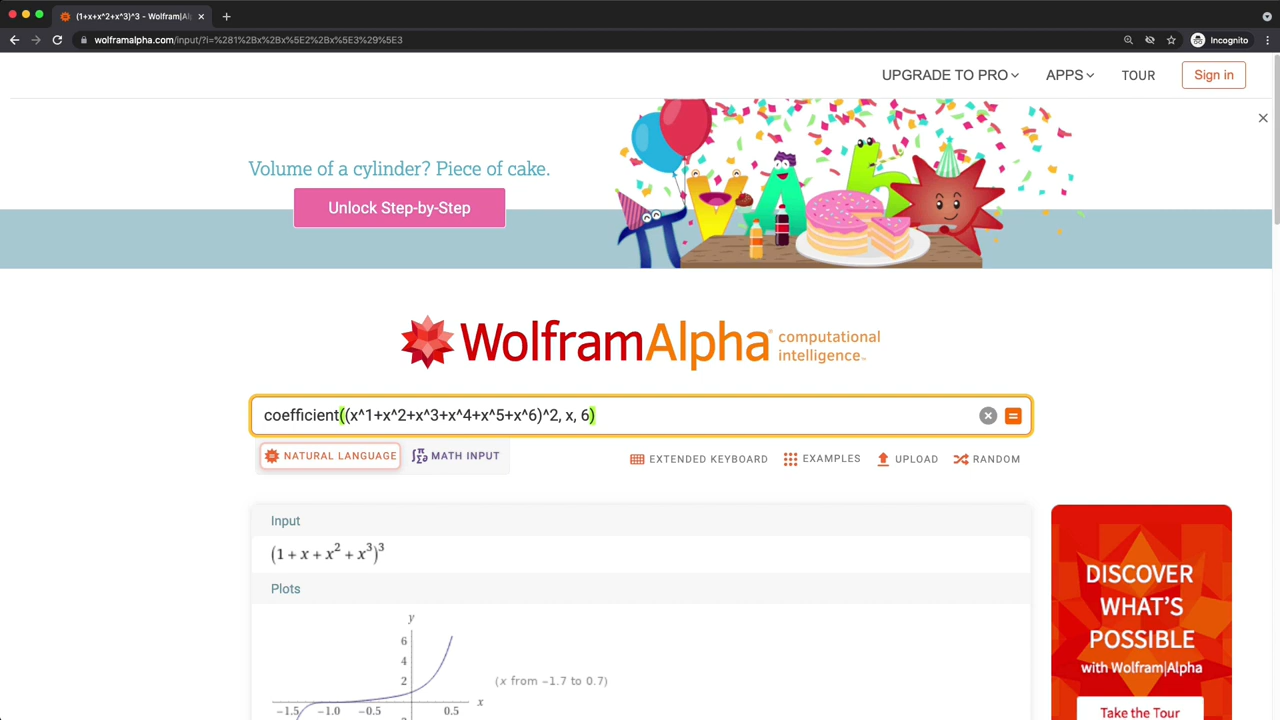 (1+x+x^2+x^3)^3 - Wolfram|Al
wolframalpha.com/input/?i=%281%2Bx%2Bx%5E2%2Bx%5E3%29%5E3
Incognito
UPGRADE TO PRO APPS TOUR Sign in
Volume of a cylinder? Piece of cake.
Unlock Step-by-Step
WolframAlpha computational intelligence™
coefficient((x^1+x^2+x^3+x^4+x^5+x^6)^2, x, 6)
NATURAL LANGUAGE MATH INPUT EXTENDED KEYBOARD EXAMPLES UPLOAD RANDOM
Input
(1 + x + x² + x³)³
Plots
y
6
4
2
x
-1.5 -1.0 -0.5 0.5
(x from −1.7 to 0.7)
DISCOVER
WHAT'S
POSSIBLE
with Wolfram|Alpha
Take the Tour